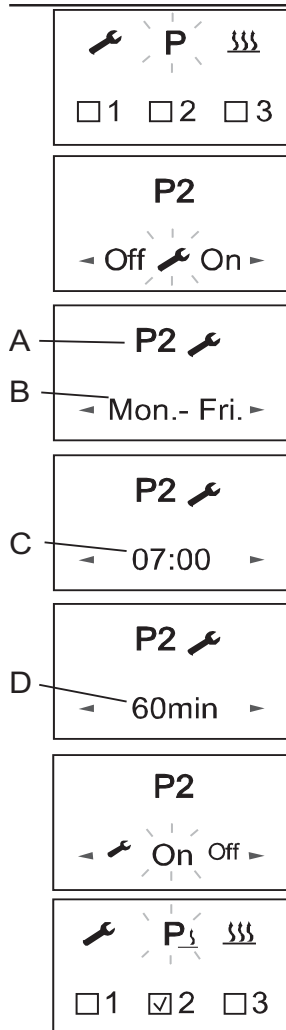 P
☐ 1 ☐ 2 ☐ 3
P2
Off On
A P2
B Mon.- Fri.
P2
C 07:00
P2
D 60min
P2
On Off
P
☐ 1 ☑ 2 ☐ 3